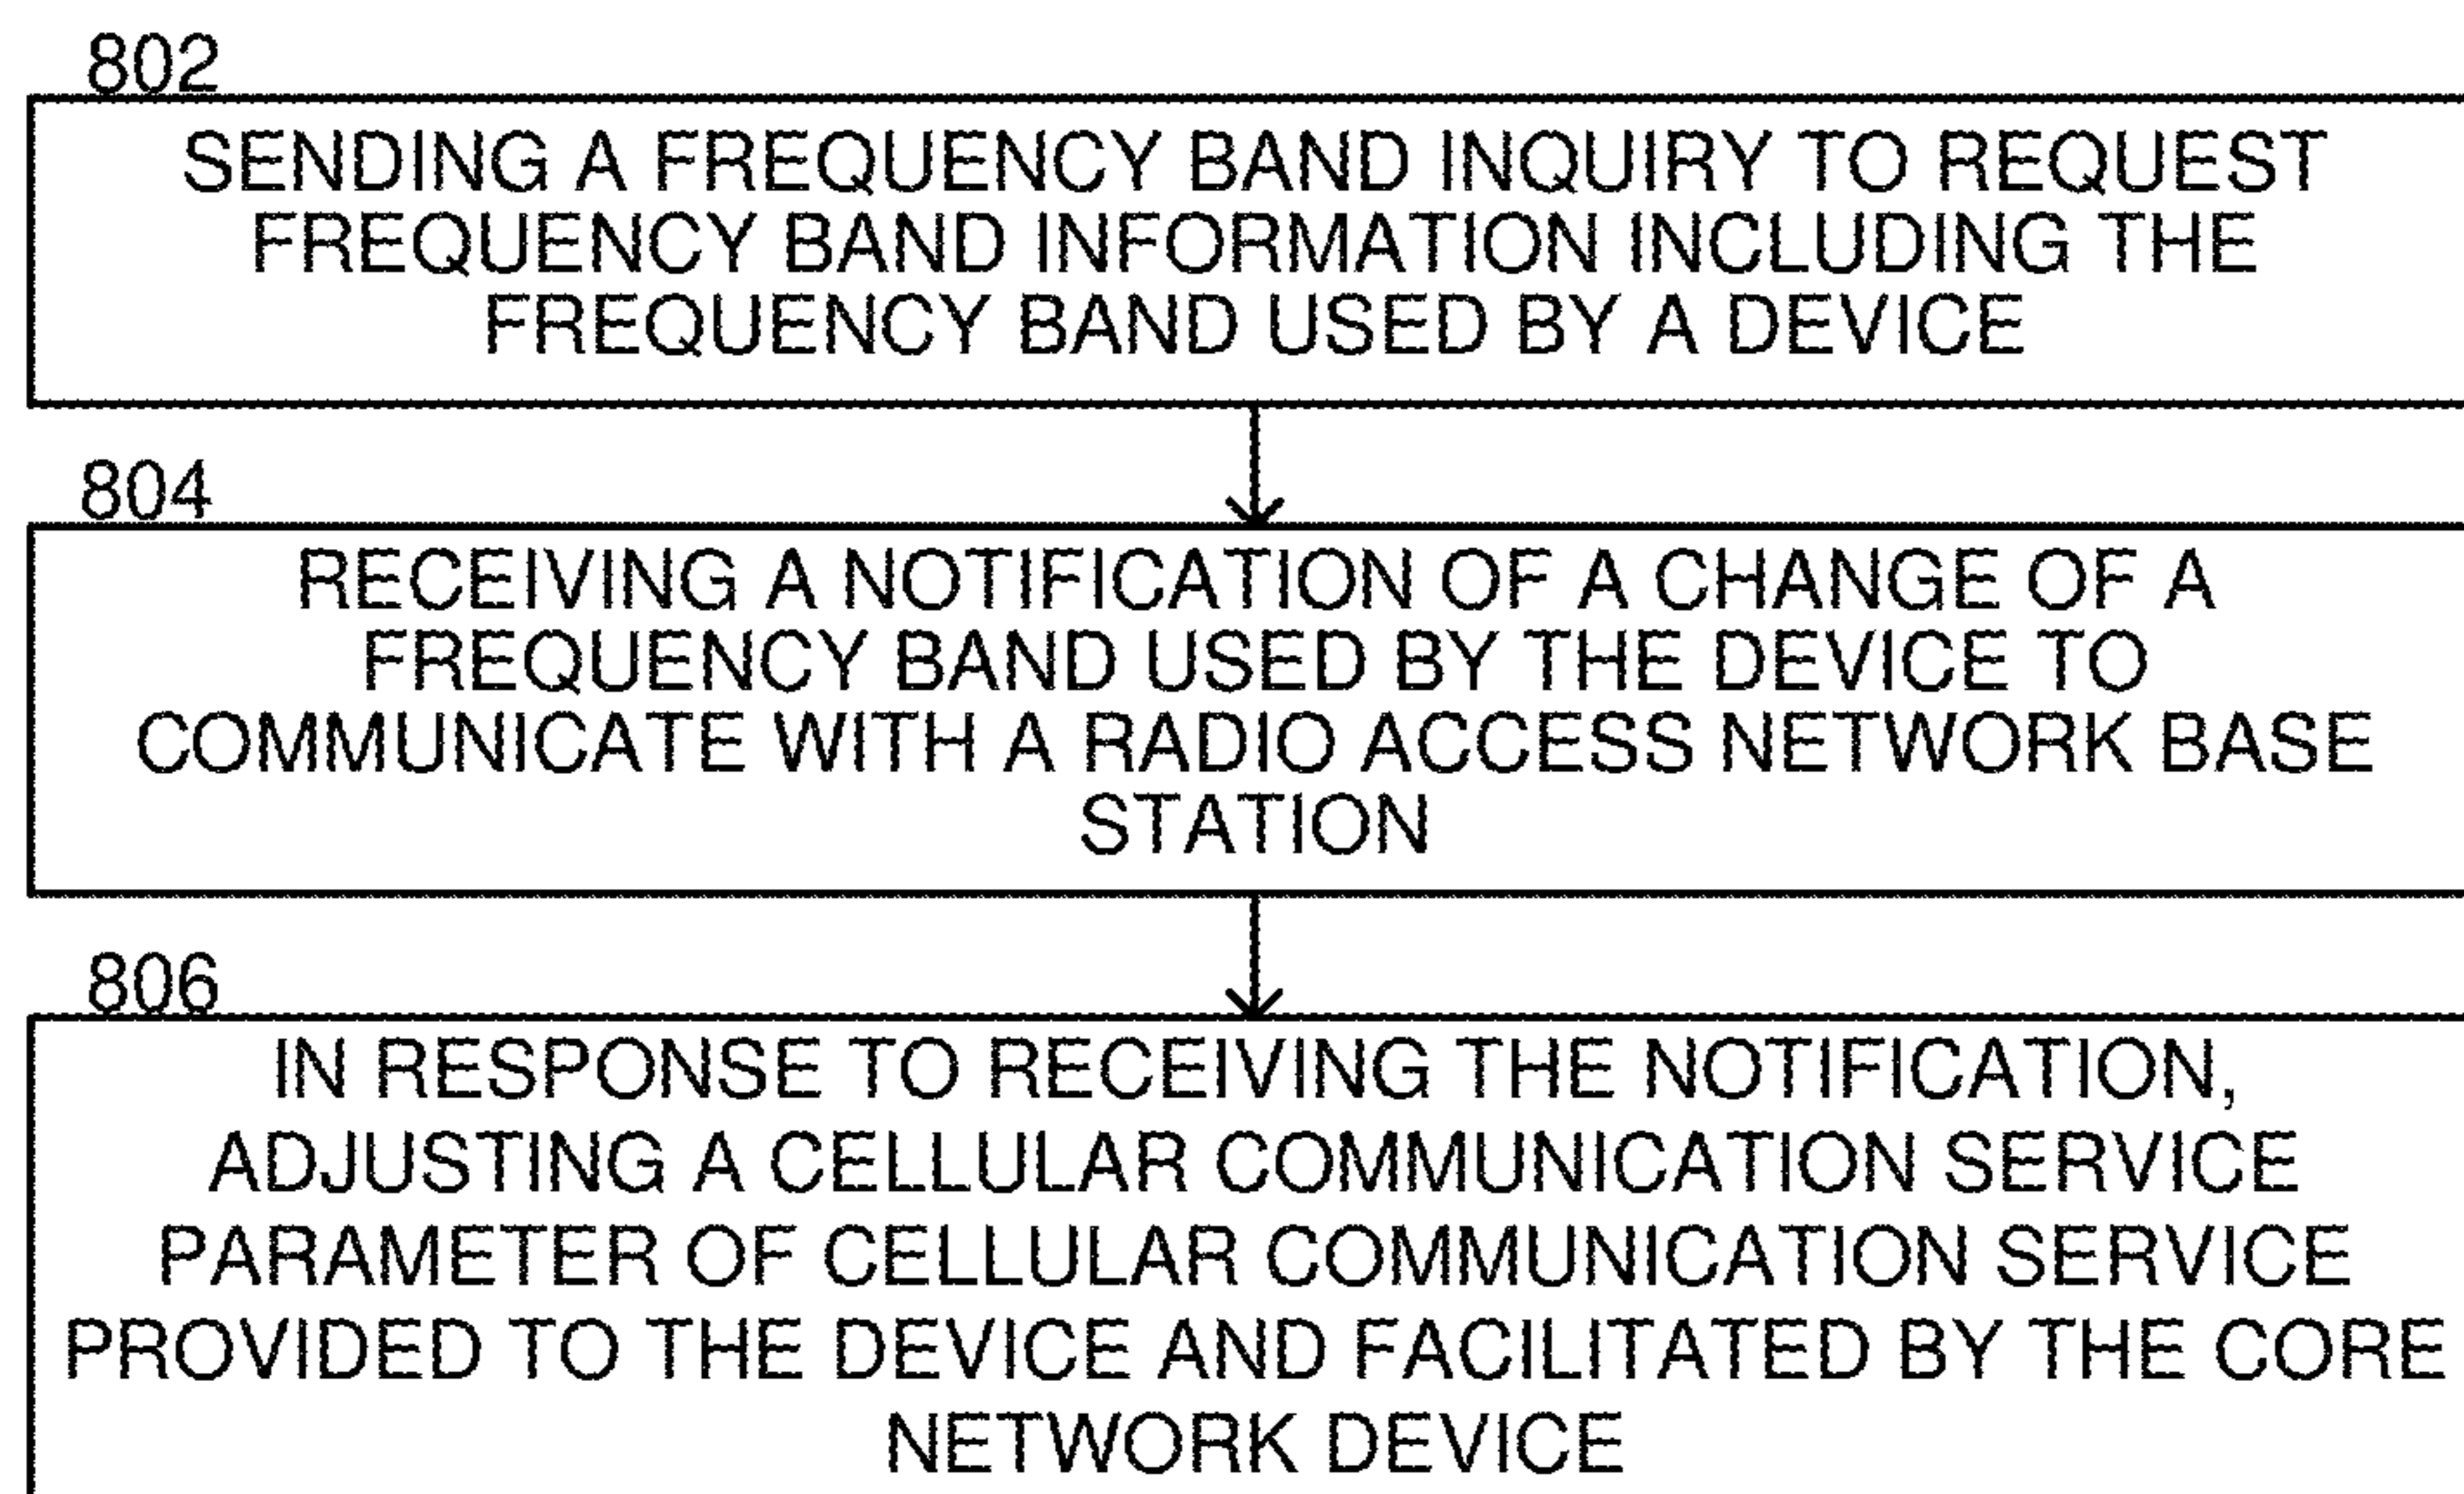 802
SENDING A FREQUENCY BAND INQUIRY TO REQUEST
FREQUENCY BAND INFORMATION INCLUDING THE
FREQUENCY BAND USED BY A DEVICE
804
RECEIVING A NOTIFICATION OF A CHANGE OF A
FREQUENCY BAND USED BY THE DEVICE TO
COMMUNICATE WITH A RADIO ACCESS NETWORK BASE
STATION
806
IN RESPONSE TO RECEIVING THE NOTIFICATION,
ADJUSTING A CELLULAR COMMUNICATION SERVICE
PARAMETER OF CELLULAR COMMUNICATION SERVICE
PROVIDED TO THE DEVICE AND FACILITATED BY THE CORE
NETWORK DEVICE